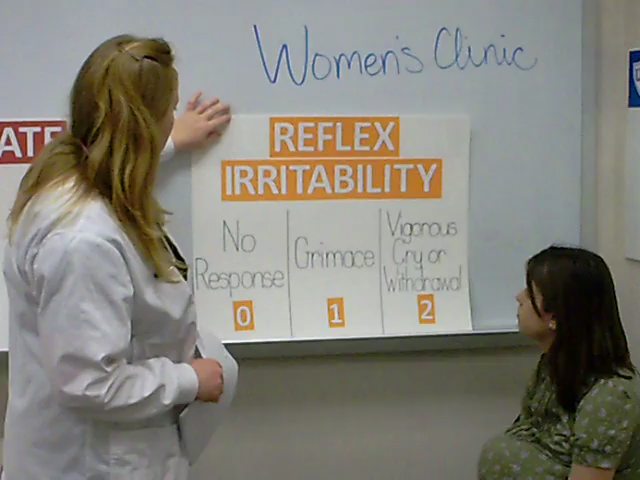 Women's Clinic
ATE
REFLEX
IRRITABILITY
No
Response
0
Grimace
1
Vigorous
Cry or
Withdrawal
2